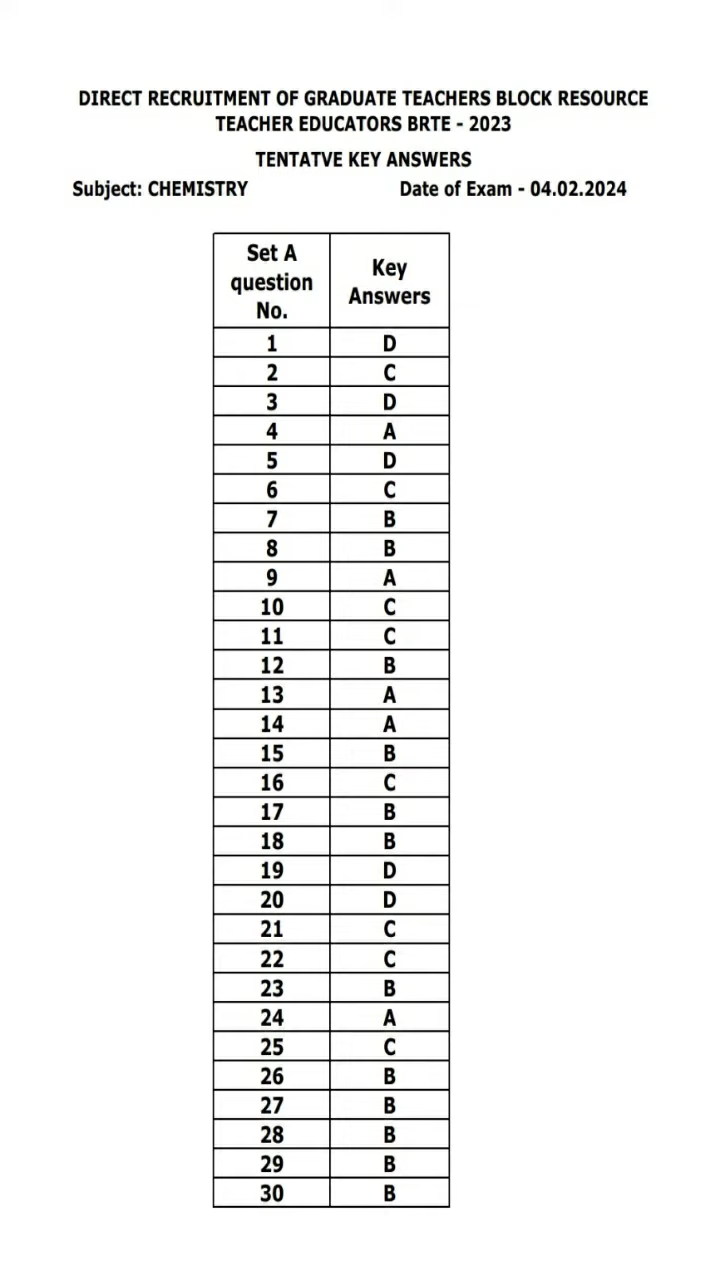 DIRECT RECRUITMENT OF GRADUATE TEACHERS BLOCK RESOURCE
TEACHER EDUCATORS BRTE - 2023
TENTATVE KEY ANSWERS
Subject: CHEMISTRY Date of Exam - 04.02.2024
Set A
question
No.
Key
Answers
1 D
2 C
3 D
4 A
5 D
6 C
7 B
8 B
9 A
10 C
11 C
12 B
13 A
14 A
15 B
16 C
17 B
18 B
19 D
20 D
21 C
22 C
23 B
24 A
25 C
26 B
27 B
28 B
29 B
30 B